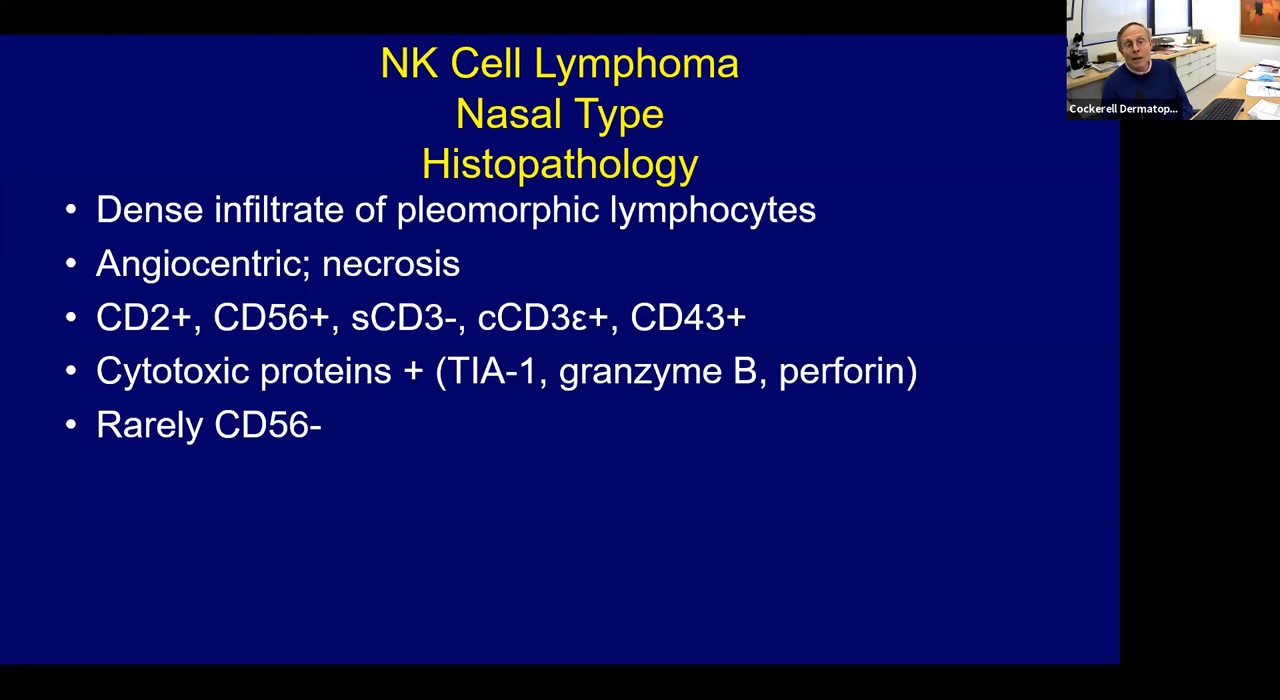 NK Cell Lymphoma
Nasal Type
Histopathology
• Dense infiltrate of pleomorphic lymphocytes
• Angiocentric; necrosis
• CD2+, CD56+, sCD3-, cCD3ε+, CD43+
• Cytotoxic proteins + (TIA-1, granzyme B, perforin)
• Rarely CD56-
Cockerell Dermatop...